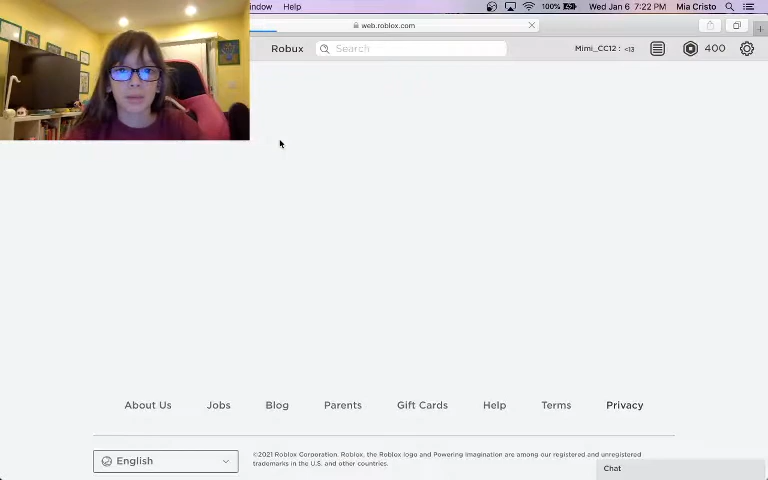 indow Help 100% Wed Jan 6 7:22 PM Mia Cristo
web.roblox.com
Robux Search Mimi_CC12 : <13 400
About Us Jobs Blog Parents Gift Cards Help Terms Privacy
English
©2021 Roblox Corporation. Roblox, the Roblox logo and Powering Imagination are among our registered and unregistered
trademarks in the U.S. and other countries.
Chat